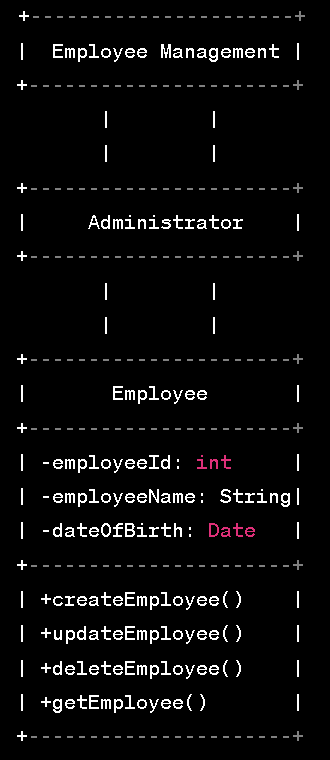 +----------------------+
|  Employee Management |
+----------------------+
       |        |
       |        |
+----------------------+
|     Administrator    |
+----------------------+
       |        |
       |        |
+----------------------+
|       Employee       |
+----------------------+
| -employeeId: int     |
| -employeeName: String|
| -dateOfBirth: Date   |
+----------------------+
| +createEmployee()    |
| +updateEmployee()    |
| +deleteEmployee()    |
| +getEmployee()       |
+----------------------+